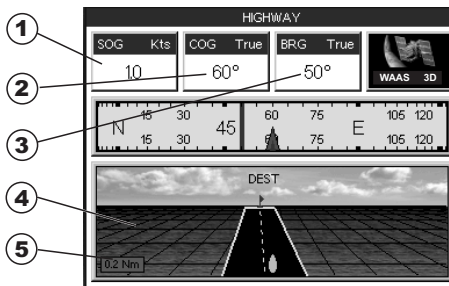 HIGHWAY
1
SOG Kts
COG True
BRG True
10
60°
50°
WAAS 3D
2
3
15 30 60 75 105 120
N 45 E
15 30 6 75 105 120
DEST
4
5
0.2 Nm